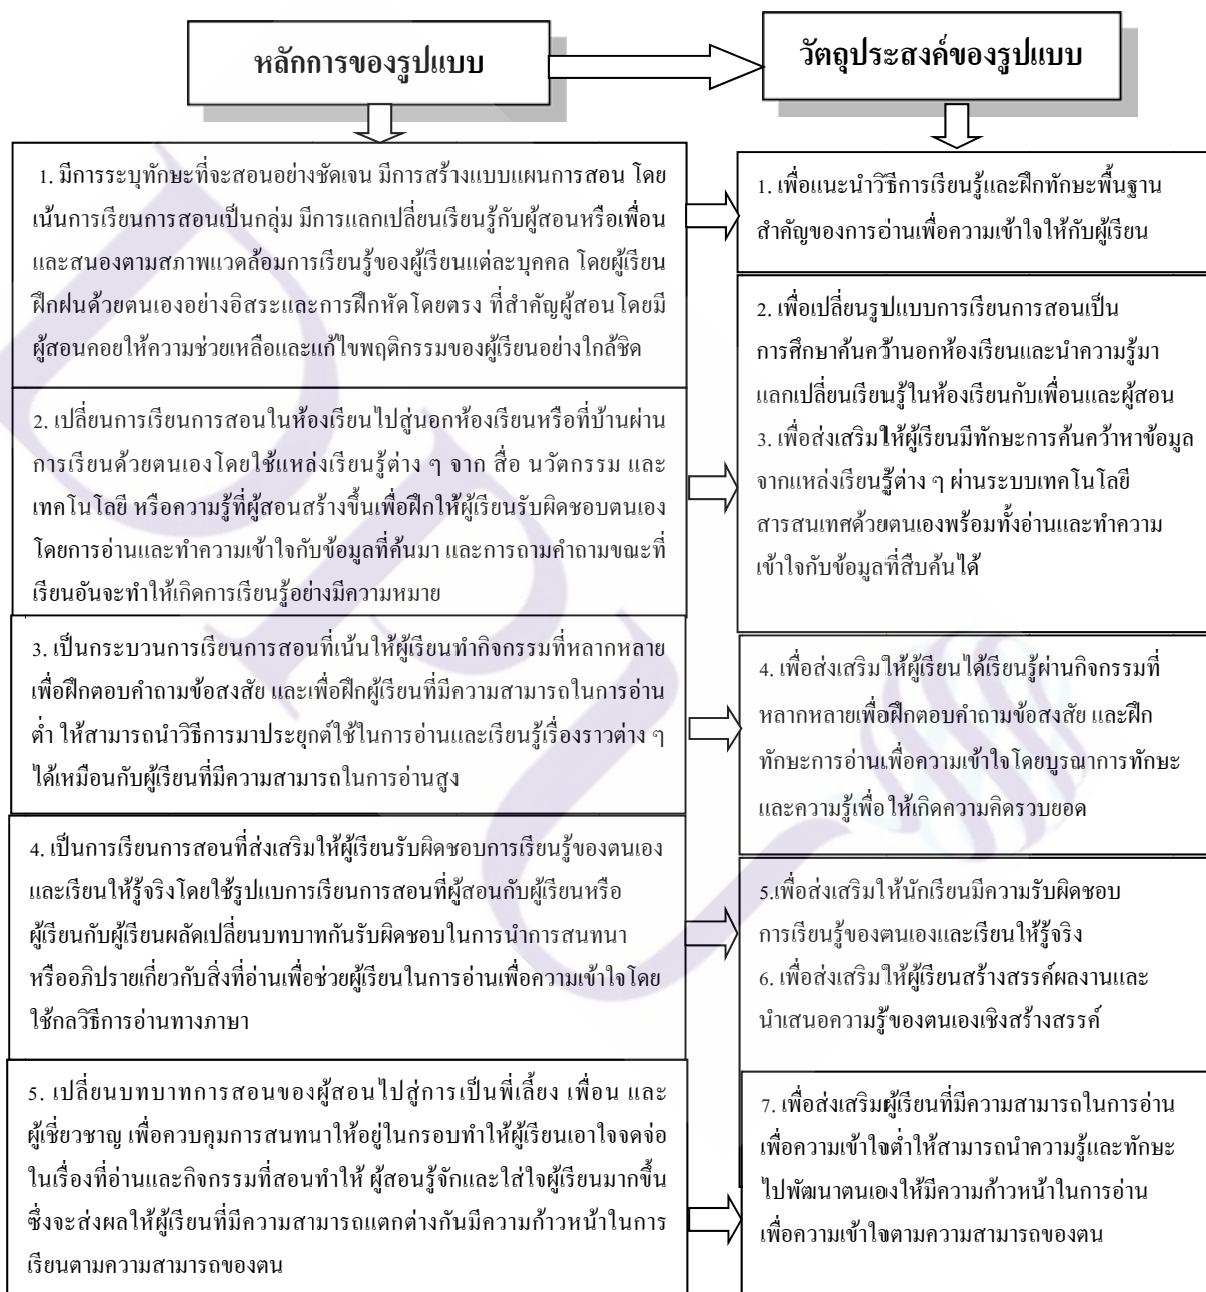 หลักการของรูปแบบ
วัตถุประสงค์ของรูปแบบ
1. มีการระบุทักษะที่จะสอนอย่างชัดเจน มีการสร้างแบบแผนการสอน โดย
เน้นการเรียนการสอนเป็นกลุ่ม มีการแลกเปลี่ยนเรียนรู้กับผู้สอนหรือเพื่อน
และสนองตามสภาพแวดล้อมการเรียนรู้ของผู้เรียนแต่ละบุคคล โดยผู้เรียน
ฝึกฝนด้วยตนเองอย่างอิสระและการฝึกหัดโดยตรง ที่สำคัญผู้สอนโดยมี
ผู้สอนคอยให้ความช่วยเหลือและแก้ไขพฤติกรรมของผู้เรียนอย่างใกล้ชิด
2. เปลี่ยนการเรียนการสอนในห้องเรียนไปสู่นอกห้องเรียนหรือที่บ้านผ่าน
การเรียนด้วยตนเองโดยใช้แหล่งเรียนรู้ต่าง ๆ จาก สื่อ นวัตกรรม และ
เทคโนโลยี หรือความรู้ที่ผู้สอนสร้างขึ้นเพื่อฝึกให้ผู้เรียนรับผิดชอบตนเอง
โดยการอ่านและทำความเข้าใจกับข้อมูลที่ค้นมา และการถามคำถามขณะที่
เรียนอันจะทำให้เกิดการเรียนรู้อย่างมีความหมาย
3. เป็นกระบวนการเรียนการสอนที่เน้นให้ผู้เรียนทำกิจกรรมที่หลากหลาย
เพื่อฝึกตอบคำถามข้อสงสัย และเพื่อฝึกผู้เรียนที่มีความสามารถในการอ่าน
ต่ำ ให้สามารถนำวิธีการมาประยุกต์ใช้ในการอ่านและเรียนรู้เรื่องราวต่าง ๆ
ได้เหมือนกับผู้เรียนที่มีความสามารถในการอ่านสูง
4. เป็นการเรียนการสอนที่ส่งเสริมให้ผู้เรียนรับผิดชอบการเรียนรู้ของตนเอง
และเรียนให้รู้จริงโดยใช้รูปแบบการเรียนการสอนที่ผู้สอนกับผู้เรียนหรือ
ผู้เรียนกับผู้เรียนผลัดเปลี่ยนบทบาทกันรับผิดชอบในการนำการสนทนา
หรืออภิปรายเกี่ยวกับสิ่งที่อ่านเพื่อช่วยผู้เรียนในการอ่านเพื่อความเข้าใจโดย
ใช้กลวิธีการอ่านทางภาษา
5. เปลี่ยนบทบาทการสอนของผู้สอนไปสู่การเป็นพี่เลี้ยง เพื่อน และ
ผู้เชี่ยวชาญ เพื่อควบคุมการสนทนาให้อยู่ในกรอบทำให้ผู้เรียนเอาใจจดจ่อ
ในเรื่องที่อ่านและกิจกรรมที่สอนทำให้ ผู้สอนรู้จักและใส่ใจผู้เรียนมากขึ้น
ซึ่งจะส่งผลให้ผู้เรียนที่มีความสามารถแตกต่างกันมีความก้าวหน้าในการ
เรียนตามความสามารถของตน
1. เพื่อแนะนำวิธีการเรียนรู้และฝึกทักษะพื้นฐาน
สำคัญของการอ่านเพื่อความเข้าใจให้กับผู้เรียน
2. เพื่อเปลี่ยนรูปแบบการเรียนการสอนเป็น
การศึกษาค้นคว้านอกห้องเรียนและนำความรู้มา
แลกเปลี่ยนเรียนรู้ในห้องเรียนกับเพื่อนและผู้สอน
3. เพื่อส่งเสริมให้ผู้เรียนมีทักษะการค้นคว้าหาข้อมูล
จากแหล่งเรียนรู้ต่าง ๆ ผ่านระบบเทคโนโลยี
สารสนเทศด้วยตนเองพร้อมทั้งอ่านและทำความ
เข้าใจกับข้อมูลที่สืบค้นได้
4. เพื่อส่งเสริมให้ผู้เรียนได้เรียนรู้ผ่านกิจกรรมที่
หลากหลายเพื่อฝึกตอบคำถามข้อสงสัย และฝึก
ทักษะการอ่านเพื่อความเข้าใจโดยบูรณาการทักษะ
และความรู้เพื่อให้เกิดความคิดรวบยอด
5.เพื่อส่งเสริมให้นักเรียนมีความรับผิดชอบ
การเรียนรู้ของตนเองและเรียนให้รู้จริง
6. เพื่อส่งเสริมให้ผู้เรียนสร้างสรรค์ผลงานและ
นำเสนอความรู้ของตนเองเชิงสร้างสรรค์
7. เพื่อส่งเสริมผู้เรียนที่มีความสามารถในการอ่าน
เพื่อความเข้าใจต่ำให้สามารถนำความรู้และทักษะ
ไปพัฒนาตนเองให้มีความก้าวหน้าในการอ่าน
เพื่อความเข้าใจตามความสามารถของตน